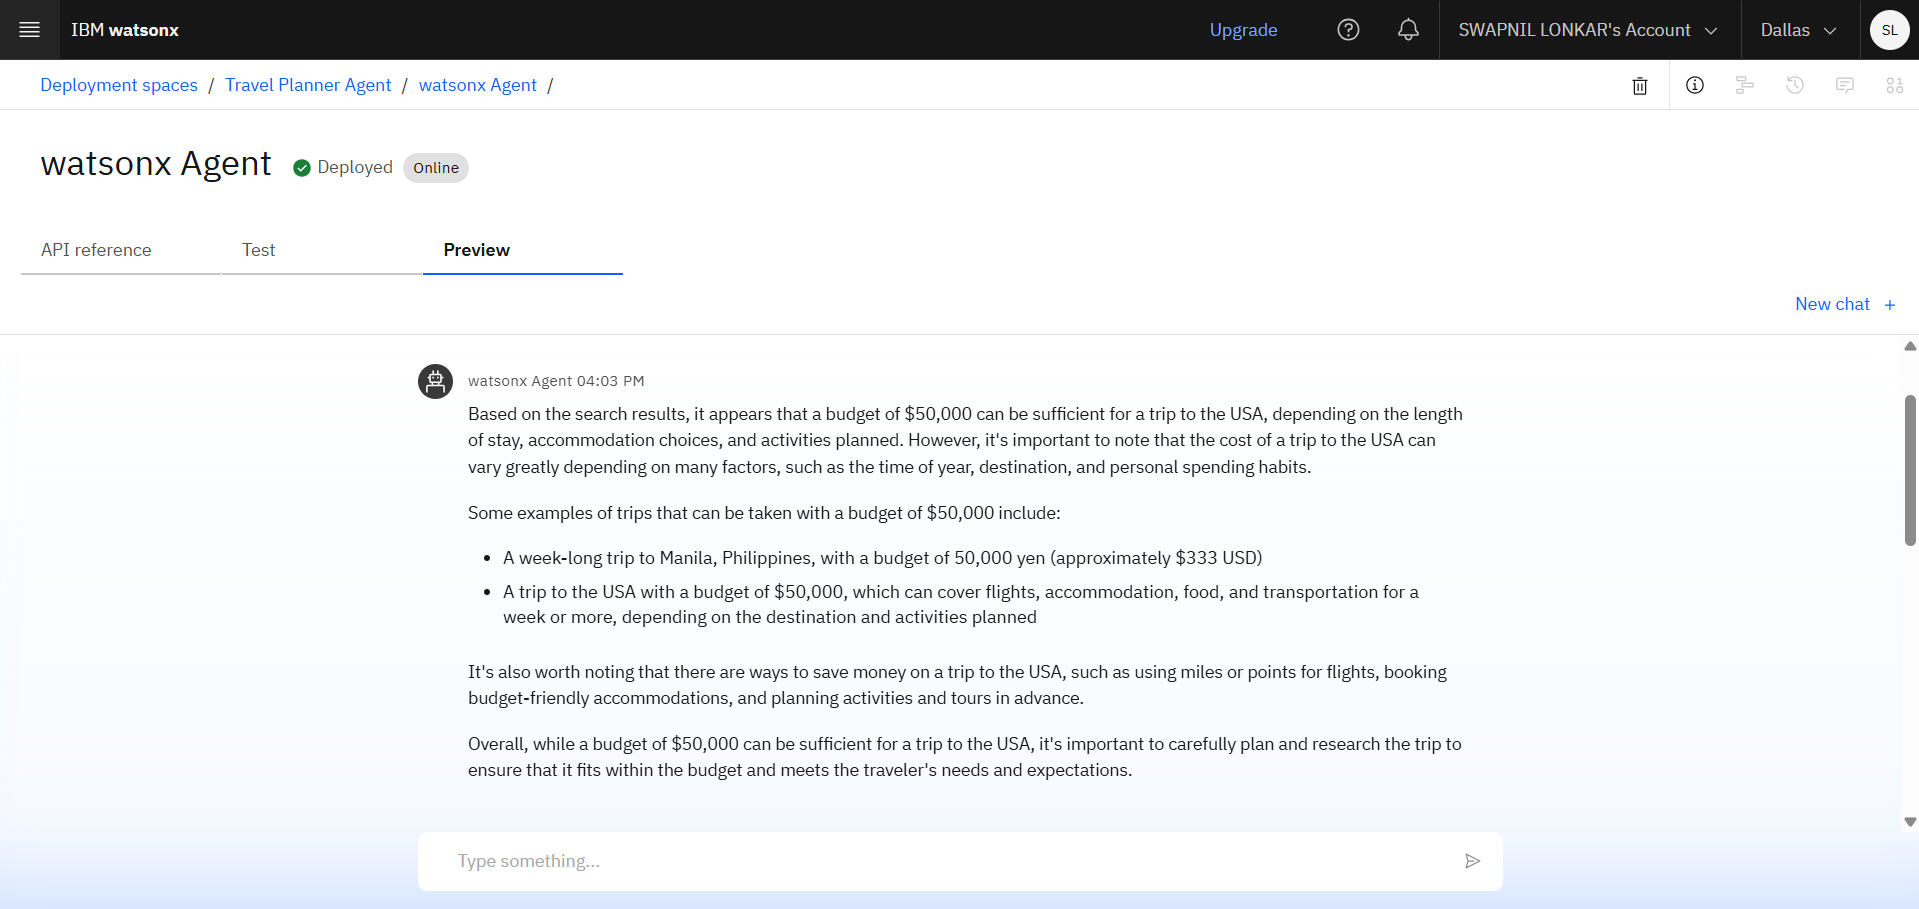 IBM watsonx
Upgrade
SWAPNIL LONKAR's Account
Dallas
SL
Deployment spaces / Travel Planner Agent / watsonx Agent /
watsonx Agent
Deployed
Online
API reference
Test
Preview
New chat +
watsonx Agent 04:03 PM
Based on the search results, it appears that a budget of $50,000 can be sufficient for a trip to the USA, depending on the length
of stay, accommodation choices, and activities planned. However, it's important to note that the cost of a trip to the USA can
vary greatly depending on many factors, such as the time of year, destination, and personal spending habits.
Some examples of trips that can be taken with a budget of $50,000 include:
• A week-long trip to Manila, Philippines, with a budget of 50,000 yen (approximately $333 USD)
• A trip to the USA with a budget of $50,000, which can cover flights, accommodation, food, and transportation for a
week or more, depending on the destination and activities planned
It's also worth noting that there are ways to save money on a trip to the USA, such as using miles or points for flights, booking
budget-friendly accommodations, and planning activities and tours in advance.
Overall, while a budget of $50,000 can be sufficient for a trip to the USA, it's important to carefully plan and research the trip to
ensure that it fits within the budget and meets the traveler's needs and expectations.
Type something...